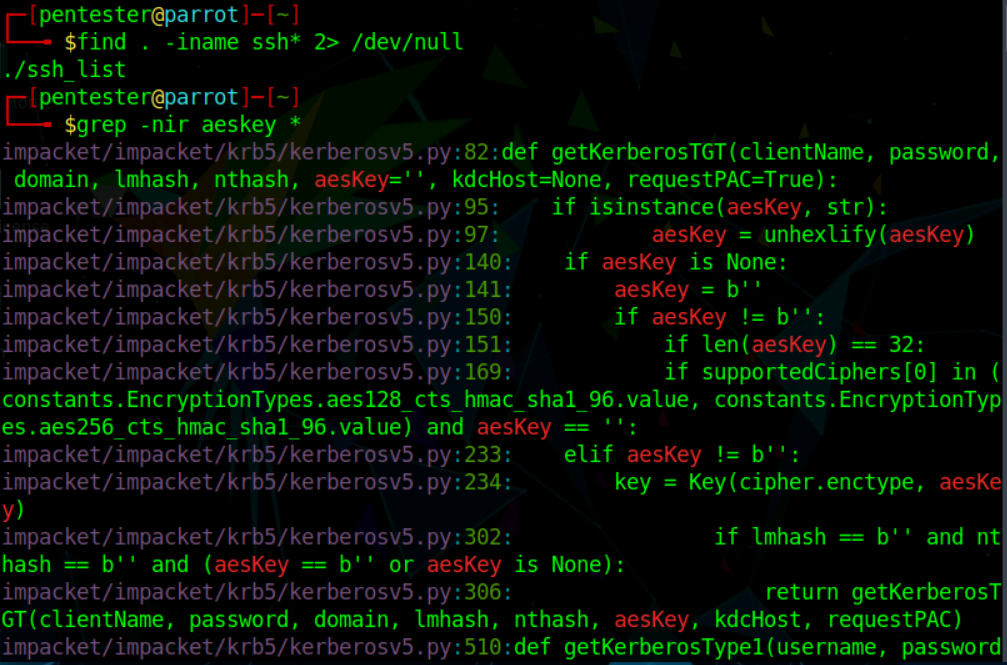 ┌─[pentester@parrot]─[~]
└──╼ $find . -iname ssh* 2> /dev/null
./ssh_list
┌─[pentester@parrot]─[~]
└──╼ $grep -nir aeskey *
impacket/impacket/krb5/kerberosv5.py:82:def getKerberosTGT(clientName, password,
 domain, lmhash, nthash, aesKey='', kdcHost=None, requestPAC=True):
impacket/impacket/krb5/kerberosv5.py:95:    if isinstance(aesKey, str):
impacket/impacket/krb5/kerberosv5.py:97:            aesKey = unhexlify(aesKey)
impacket/impacket/krb5/kerberosv5.py:140:    if aesKey is None:
impacket/impacket/krb5/kerberosv5.py:141:        aesKey = b''
impacket/impacket/krb5/kerberosv5.py:150:        if aesKey != b'':
impacket/impacket/krb5/kerberosv5.py:151:            if len(aesKey) == 32:
impacket/impacket/krb5/kerberosv5.py:169:            if supportedCiphers[0] in (
constants.EncryptionTypes.aes128_cts_hmac_sha1_96.value, constants.EncryptionTyp
es.aes256_cts_hmac_sha1_96.value) and aesKey == '':
impacket/impacket/krb5/kerberosv5.py:233:    elif aesKey != b'':
impacket/impacket/krb5/kerberosv5.py:234:        key = Key(cipher.enctype, aesKe
y)
impacket/impacket/krb5/kerberosv5.py:302:                if lmhash == b'' and nt
hash == b'' and (aesKey == b'' or aesKey is None):
impacket/impacket/krb5/kerberosv5.py:306:                    return getKerberosT
GT(clientName, password, domain, lmhash, nthash, aesKey, kdcHost, requestPAC)
impacket/impacket/krb5/kerberosv5.py:510:def getKerberosType1(username, password